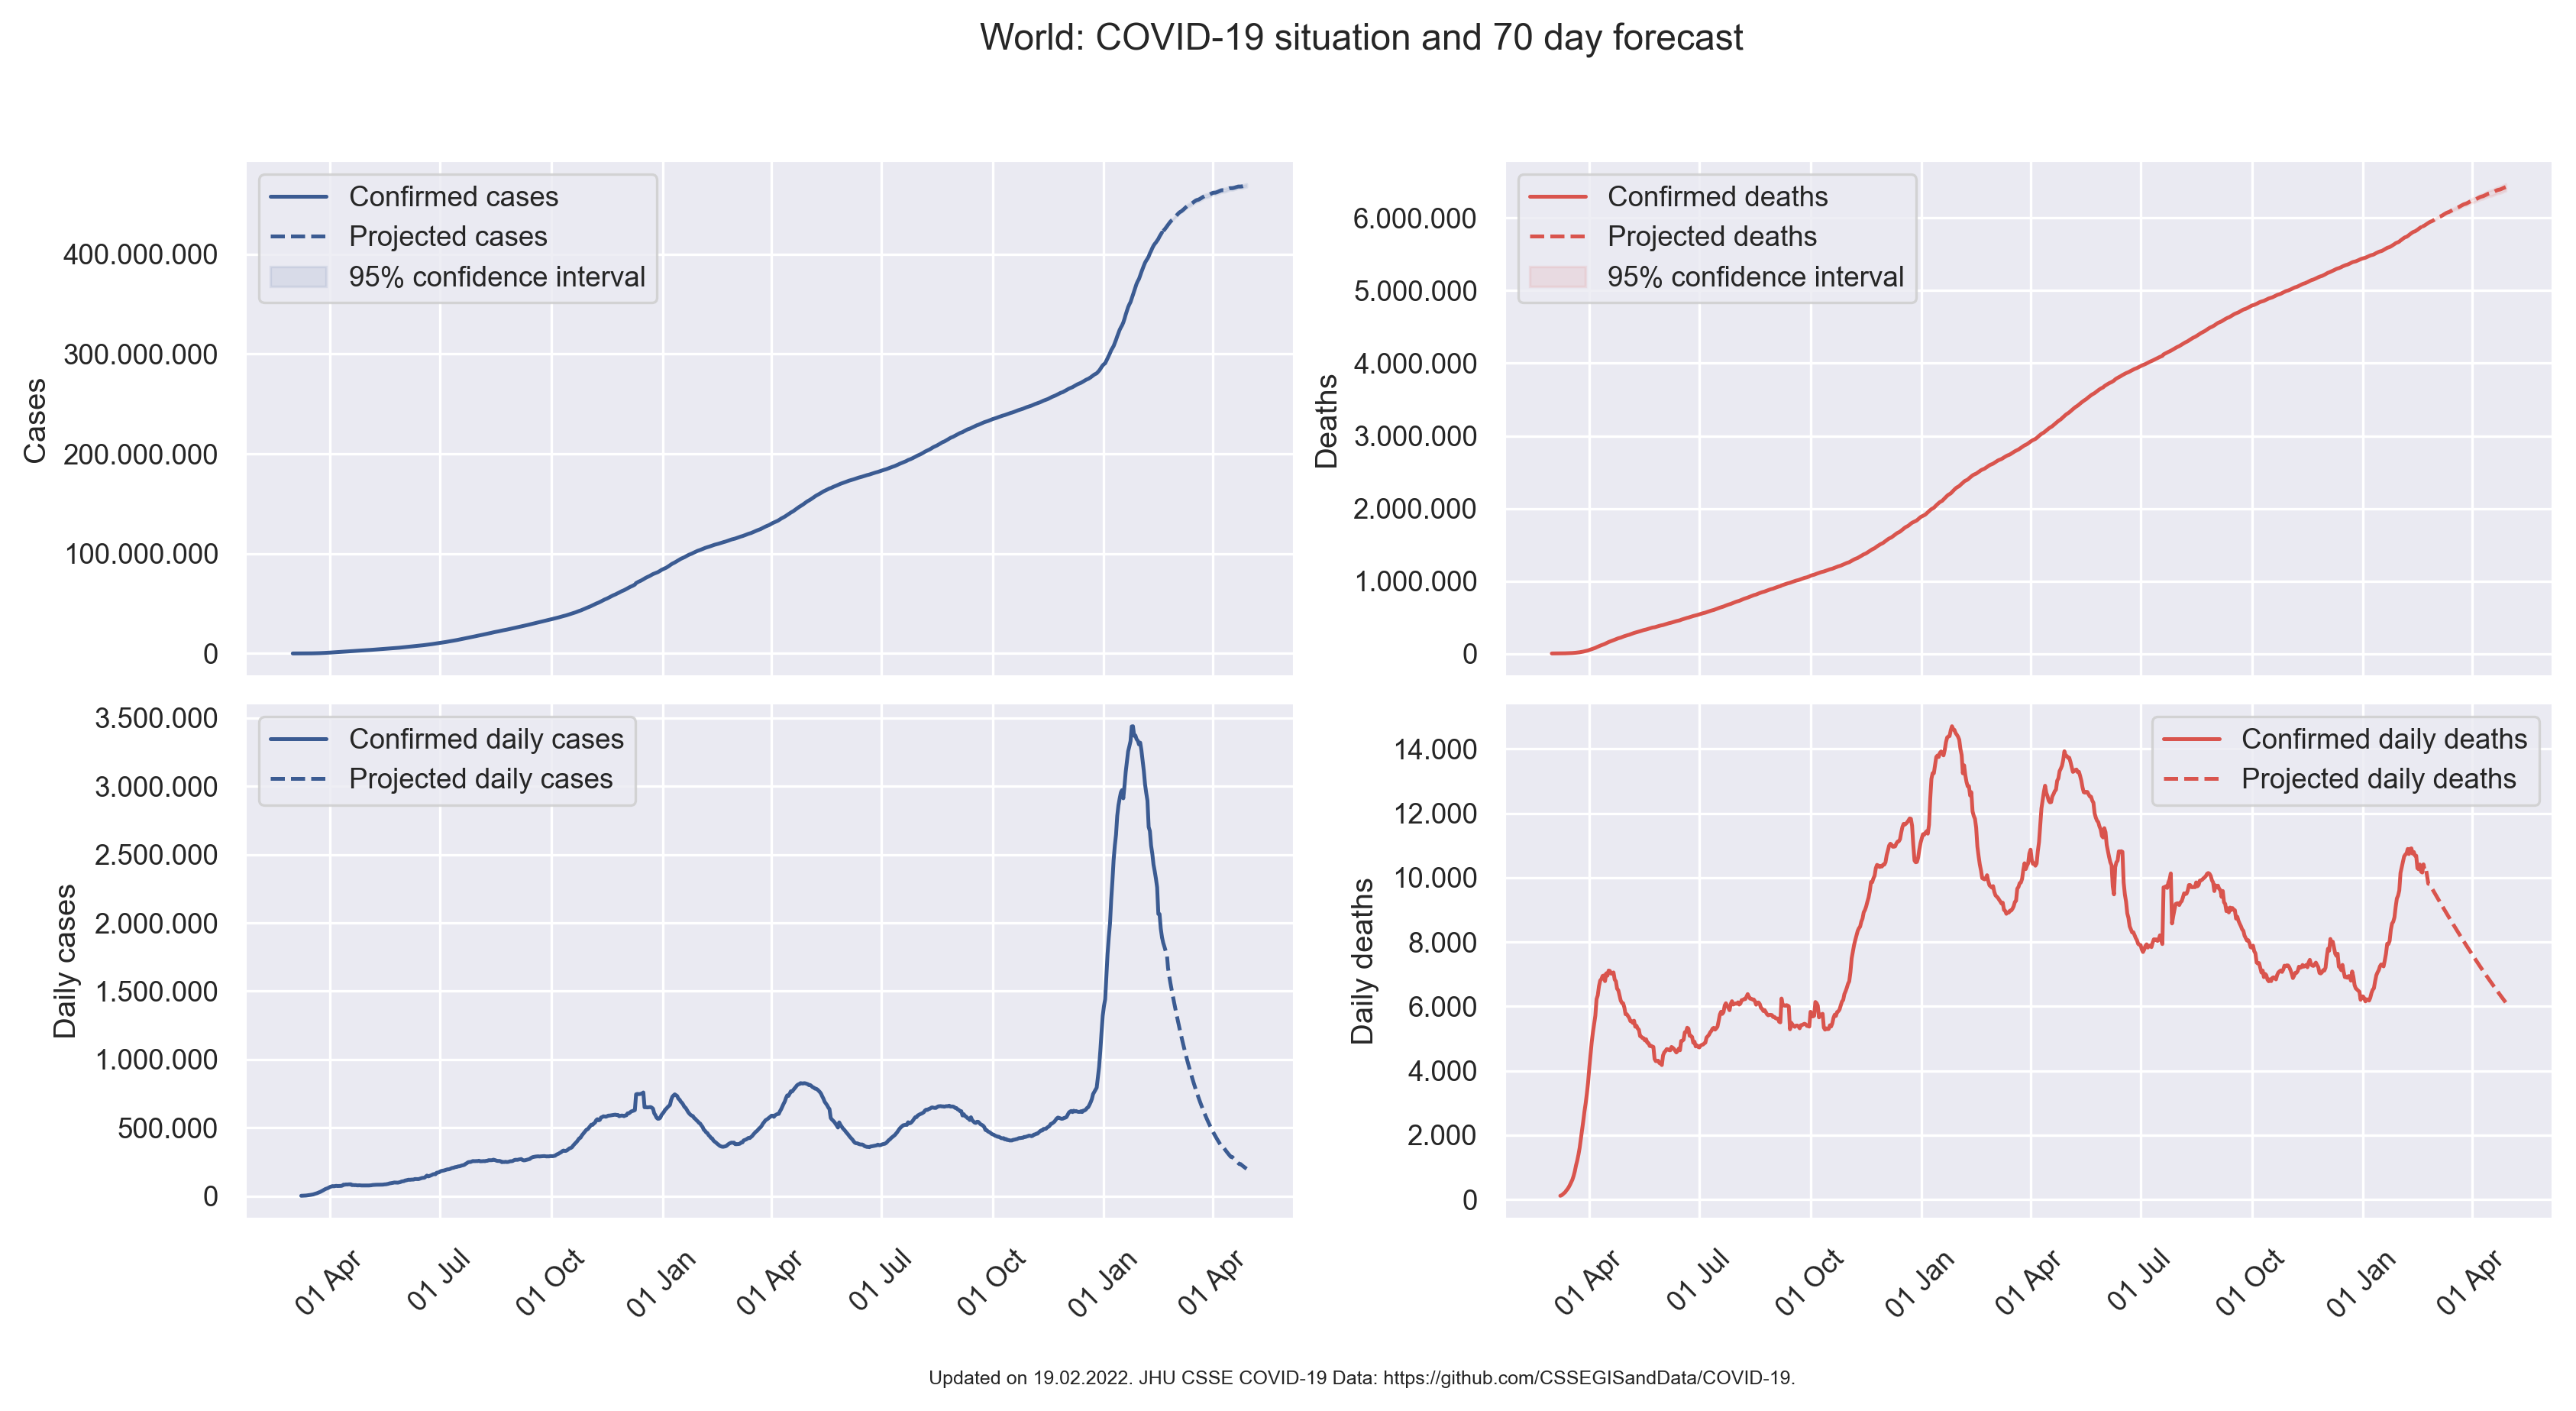 World: COVID-19 situation and 70 day forecast
Confirmed cases
Projected cases
95% confidence interval
Cases
400.000.000
300.000.000
200.000.000
100.000.000
0
Confirmed deaths
Projected deaths
95% confidence interval
Deaths
6.000.000
5.000.000
4.000.000
3.000.000
2.000.000
1.000.000
0
Confirmed daily cases
Projected daily cases
Daily cases
3.500.000
3.000.000
2.500.000
2.000.000
1.500.000
1.000.000
500.000
0
01 Apr
01 Jul
01 Oct
01 Jan
01 Apr
01 Jul
01 Oct
01 Jan
01 Apr
Confirmed daily deaths
Projected daily deaths
Daily deaths
14.000
12.000
10.000
8.000
6.000
4.000
2.000
0
01 Apr
01 Jul
01 Oct
01 Jan
01 Apr
01 Jul
01 Oct
01 Jan
01 Apr
Updated on 19.02.2022. JHU CSSE COVID-19 Data: https://github.com/CSSEGISandData/COVID-19.